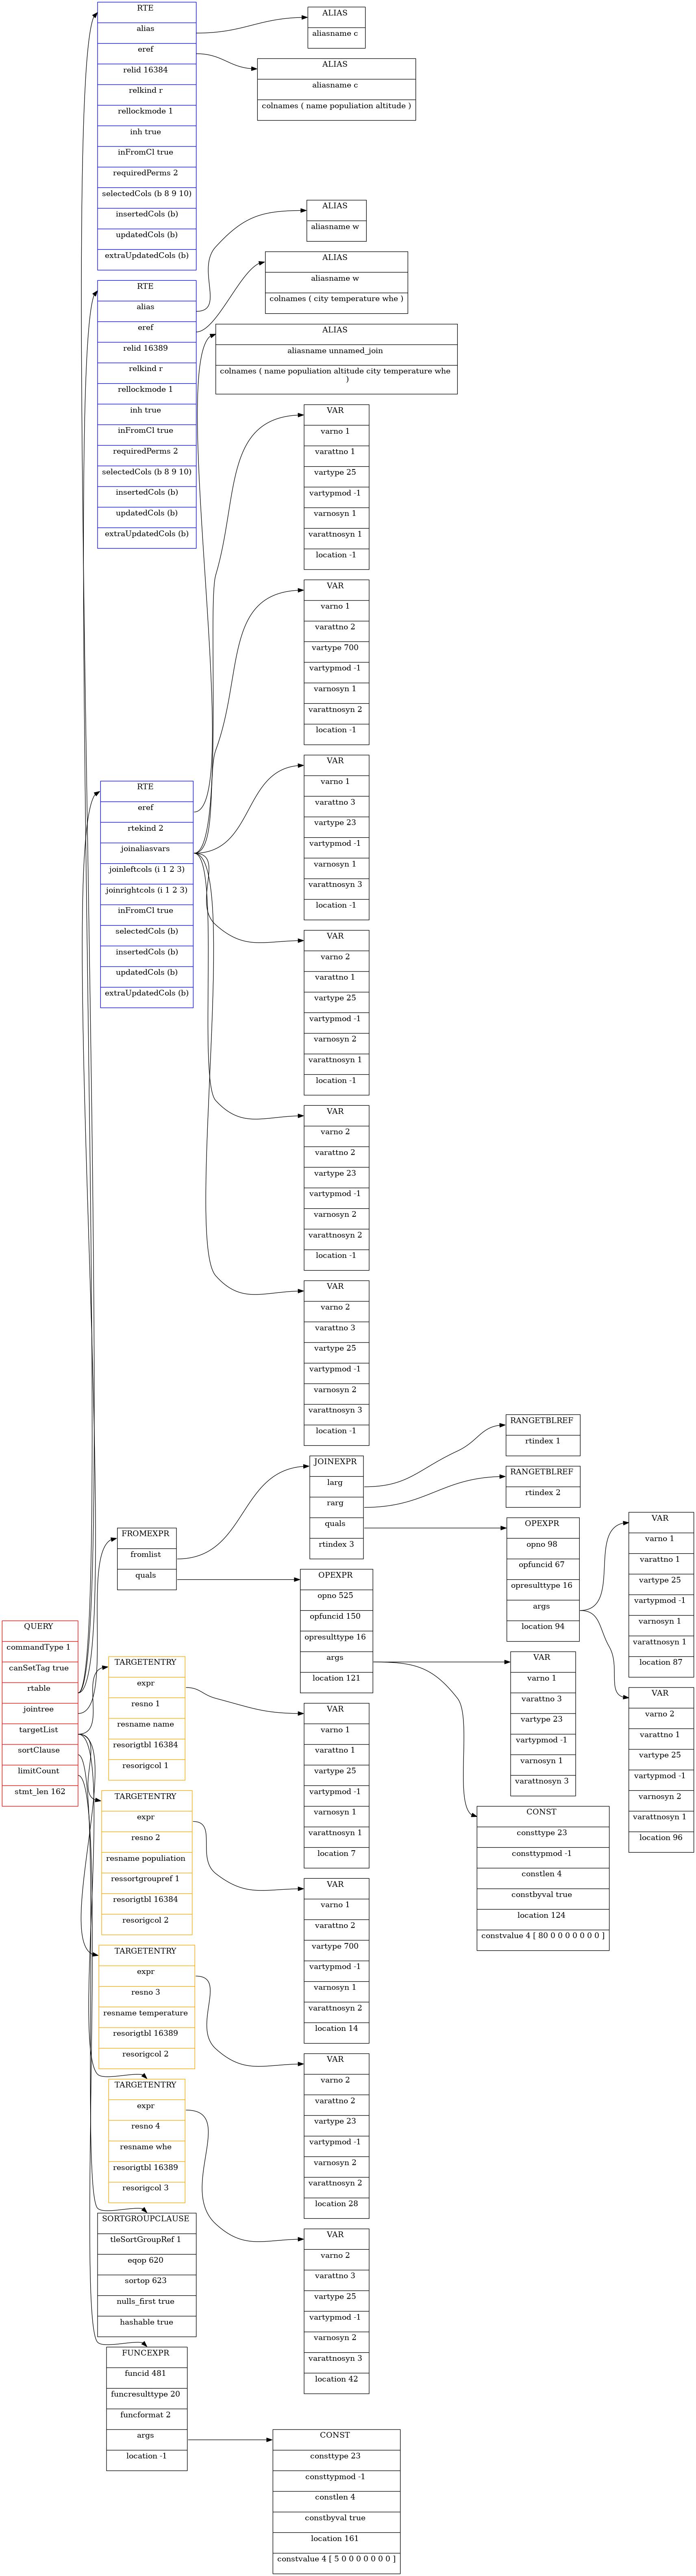 RTE
alias
eref
relid 16384
relkind r
rellockmode 1
inh true
inFromCl true
requiredPerms 2
selectedCols (b 8 9 10)
insertedCols (b)
updatedCols (b)
extraUpdatedCols (b)
ALIAS
aliasname c
ALIAS
aliasname c
colnames ( name populiation altitude )
RTE
alias
eref
relid 16389
relkind r
rellockmode 1
inh true
inFromCl true
requiredPerms 2
selectedCols (b 8 9 10)
insertedCols (b)
updatedCols (b)
extraUpdatedCols (b)
ALIAS
aliasname w
ALIAS
aliasname w
colnames ( city temperature whe )
ALIAS
aliasname unnamed_join
colnames ( name populiation altitude city temperature whe
)
RTE
eref
rtekind 2
joinaliasvars
joinleftcols (i 1 2 3)
joinrightcols (i 1 2 3)
inFromCl true
selectedCols (b)
insertedCols (b)
updatedCols (b)
extraUpdatedCols (b)
VAR
varno 1
varattno 1
vartype 25
vartypmod -1
varnosyn 1
varattnosyn 1
location -1
VAR
varno 1
varattno 2
vartype 700
vartypmod -1
varnosyn 1
varattnosyn 2
location -1
VAR
varno 1
varattno 3
vartype 23
vartypmod -1
varnosyn 1
varattnosyn 3
location -1
VAR
varno 2
varattno 1
vartype 25
vartypmod -1
varnosyn 2
varattnosyn 1
location -1
VAR
varno 2
varattno 2
vartype 23
vartypmod -1
varnosyn 2
varattnosyn 2
location -1
VAR
varno 2
varattno 3
vartype 25
vartypmod -1
varnosyn 2
varattnosyn 3
location -1
QUERY
commandType 1
canSetTag true
rtable
jointree
targetList
sortClause
limitCount
stmt_len 162
FROMEXPR
fromlist
quals
JOINEXPR
larg
rarg
quals
rtindex 3
RANGETBLREF
rtindex 1
RANGETBLREF
rtindex 2
OPEXPR
opno 98
opfuncid 67
opresulttype 16
args
location 94
VAR
varno 1
varattno 1
vartype 25
vartypmod -1
varnosyn 1
varattnosyn 1
location 87
VAR
varno 2
varattno 1
vartype 25
vartypmod -1
varnosyn 2
varattnosyn 1
location 96
OPEXPR
opno 525
opfuncid 150
opresulttype 16
args
location 121
VAR
varno 1
varattno 3
vartype 23
vartypmod -1
varnosyn 1
varattnosyn 3
CONST
consttype 23
consttypmod -1
constlen 4
constbyval true
location 124
constvalue 4 [ 80 0 0 0 0 0 0 0 ]
TARGETENTRY
expr
resno 1
resname name
resorigtbl 16384
resorigcol 1
VAR
varno 1
varattno 1
vartype 25
vartypmod -1
varnosyn 1
varattnosyn 1
location 7
TARGETENTRY
expr
resno 2
resname populiation
ressortgroupref 1
resorigtbl 16384
resorigcol 2
VAR
varno 1
varattno 2
vartype 700
vartypmod -1
varnosyn 1
varattnosyn 2
location 14
TARGETENTRY
expr
resno 3
resname temperature
resorigtbl 16389
resorigcol 2
VAR
varno 2
varattno 2
vartype 23
vartypmod -1
varnosyn 2
varattnosyn 2
location 28
TARGETENTRY
expr
resno 4
resname whe
resorigtbl 16389
resorigcol 3
VAR
varno 2
varattno 3
vartype 25
vartypmod -1
varnosyn 2
varattnosyn 3
location 42
SORTGROUPCLAUSE
tleSortGroupRef 1
eqop 620
sortop 623
nulls_first true
hashable true
FUNCEXPR
funcid 481
funcresulttype 20
funcformat 2
args
location -1
CONST
consttype 23
consttypmod -1
constlen 4
constbyval true
location 161
constvalue 4 [ 5 0 0 0 0 0 0 0 ]